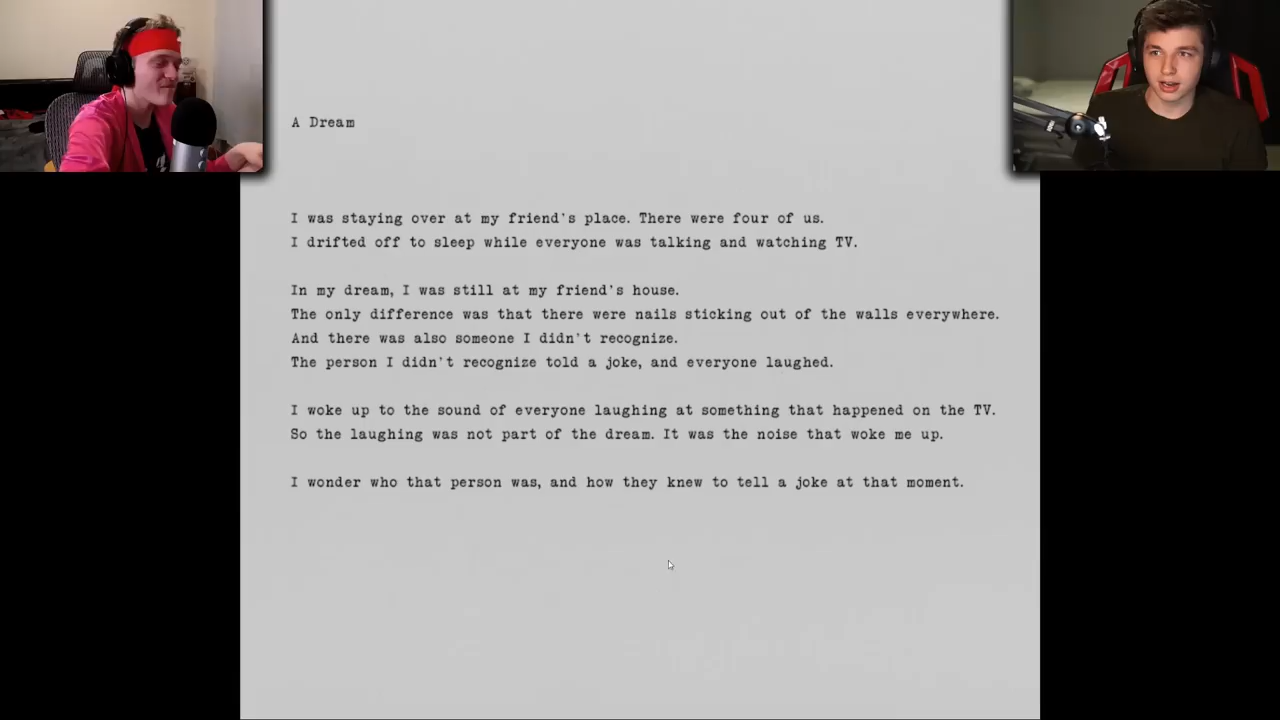 A Dream
I was staying over at my friend's place. There were four of us.
I drifted off to sleep while everyone was talking and watching TV.
In my dream, I was still at my friend's house.
The only difference was that there were nails sticking out of the walls everywhere.
And there was also someone I didn't recognize.
The person I didn't recognize told a joke, and everyone laughed.
I woke up to the sound of everyone laughing at something that happened on the TV.
So the laughing was not part of the dream. It was the noise that woke me up.
I wonder who that person was, and how they knew to tell a joke at that moment.